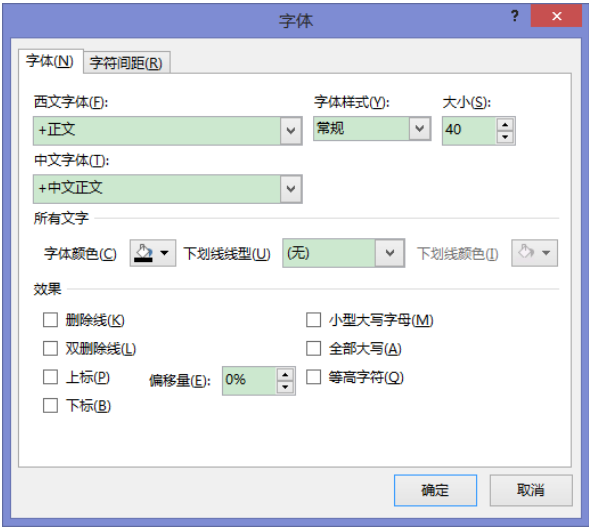 字体
?
×
字体(N) 字符间距(R)
西文字体(F): 字体样式(Y): 大小(S):
+正文 常规 40
中文字体(T):
+中文正文
所有文字
字体颜色(C) 下划线线型(U) (无) 下划线颜色(I)
效果
删除线(K) 小型大写字母(M)
双删除线(L) 全部大写(A)
上标(P) 偏移量(E): 0% 等高字符(Q)
下标(B)
确定 取消